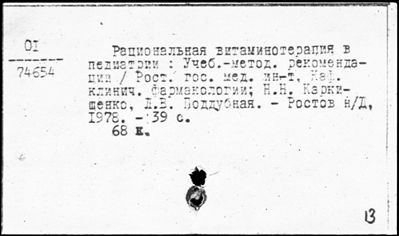 OI
74654
Рациональная витаминотерапия в
педиатрии : Учеб.-метод. рекоменда-
ции / Рост. гос. мед. ин-т, Каф.
клинич. фармакологии; Н.Н. Карки-
щенко, Л.В. Поддубная. - Ростов н/Д,
1978. - 39 с.
68 к.
13